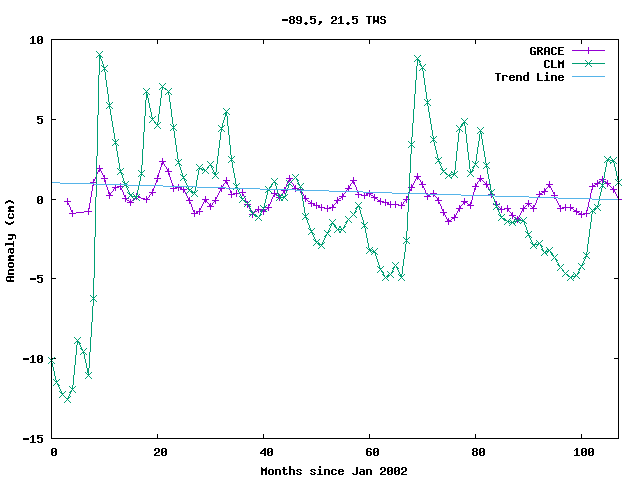 -89.5, 21.5 TWS
GRACE
CLM
Trend Line
10
5
0
-5
-10
-15
Anomaly (cm)
0 20 40 60 80 100
Months since Jan 2002